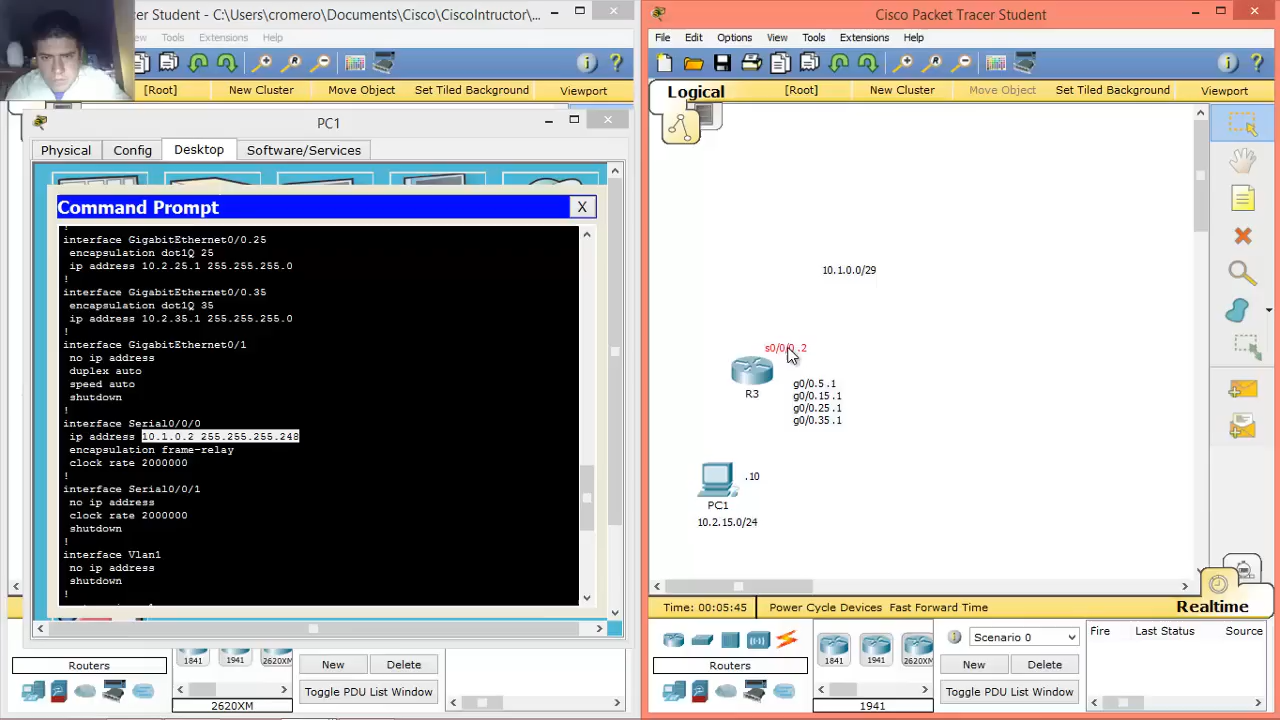 Tracer Student - C:\Users\cromero\Documents\Cisco\CiscoIntructor\...
Tools Extensions Help
[Root] New Cluster Move Object Set Tiled Background Viewport
PC1
Physical Config Desktop Software/Services
Command Prompt X
!
interface GigabitEthernet0/0.25
encapsulation dot1Q 25
ip address 10.2.25.1 255.255.255.0
!
interface GigabitEthernet0/0.35
encapsulation dot1Q 35
ip address 10.2.35.1 255.255.255.0
!
interface GigabitEthernet0/1
no ip address
duplex auto
speed auto
shutdown
!
interface Serial0/0/0
ip address 10.1.0.2 255.255.255.248
encapsulation frame-relay
clock rate 2000000
!
interface Serial0/0/1
no ip address
clock rate 2000000
shutdown
!
interface Vlan1
no ip address
shutdown
!
Routers
1841 1941 2620XM
2620XM
New Delete
Toggle PDU List Window
Cisco Packet Tracer Student
File Edit Options View Tools Extensions Help
Logical [Root] New Cluster Move Object Set Tiled Background Viewport
10.1.0.0/29
s0/0/0 .2
R3
g0/0.5 .1
g0/0.15 .1
g0/0.25 .1
g0/0.35 .1
.10
PC1
10.2.15.0/24
Time: 00:05:45 Power Cycle Devices Fast Forward Time Realtime
Routers
1841 1941 2620XM
1941
Scenario 0
New Delete
Toggle PDU List Window
Fire Last Status Source